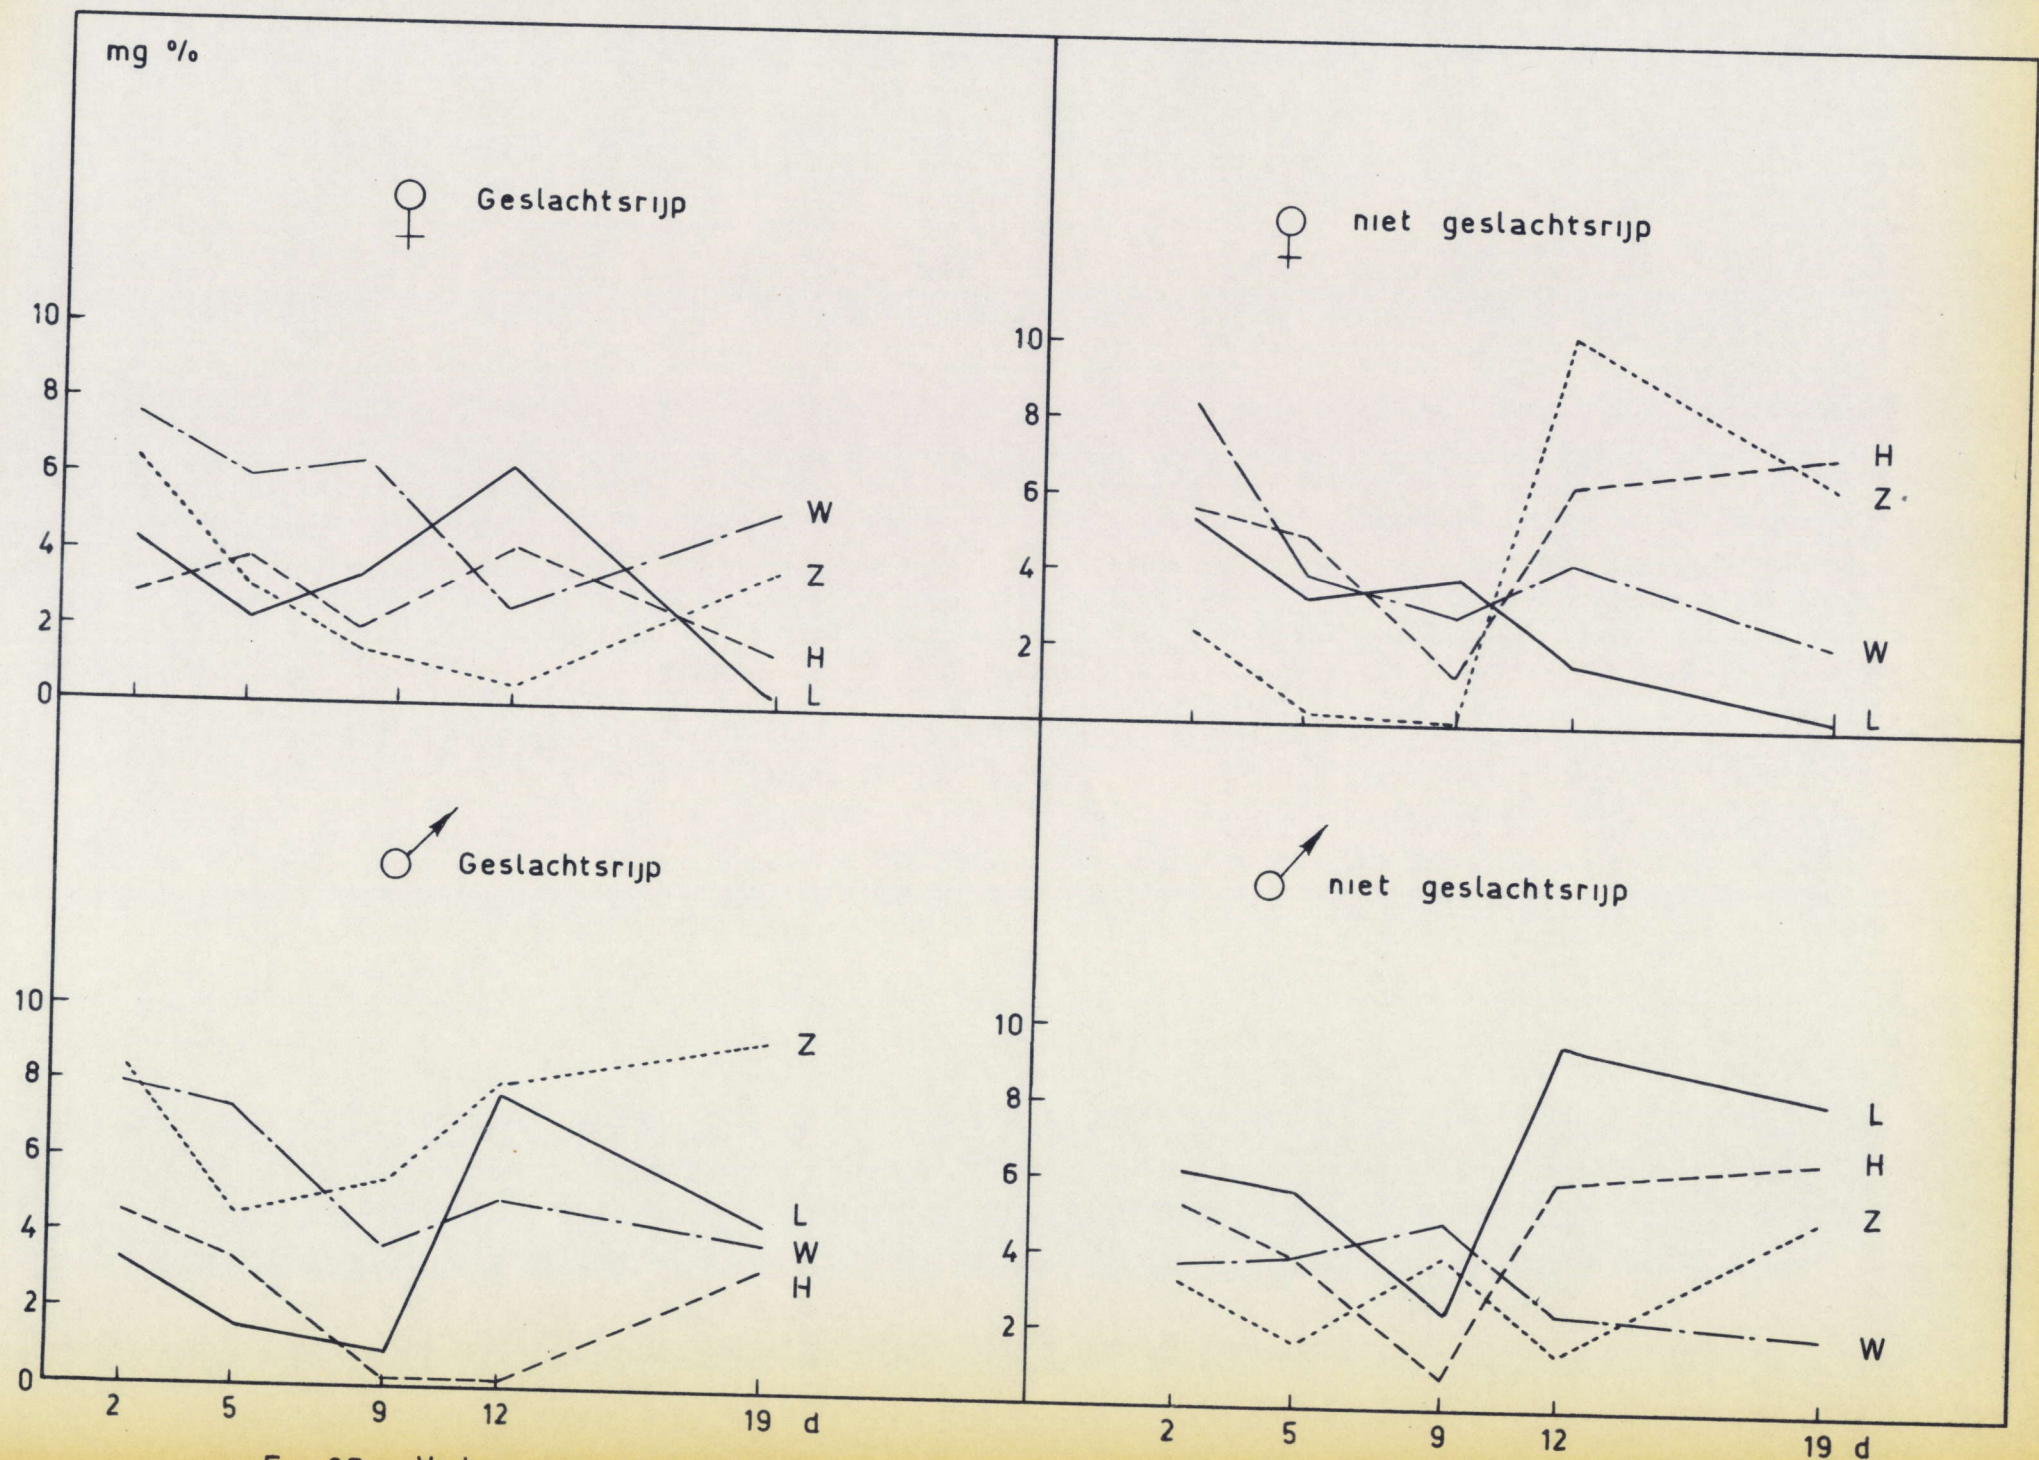 mg %
♀ Geslachtsrijp
10
8
6
4
2
0
W
Z
H
L
♀ niet geslachtsrijp
10
8
6
4
2
H
Z
W
L
♂ Geslachtsrijp
10
8
6
4
2
0
Z
L
W
H
2 5 9 12 19 d
♂ niet geslachtsrijp
10
8
6
4
2
L
H
Z
W
2 5 9 12 19 d